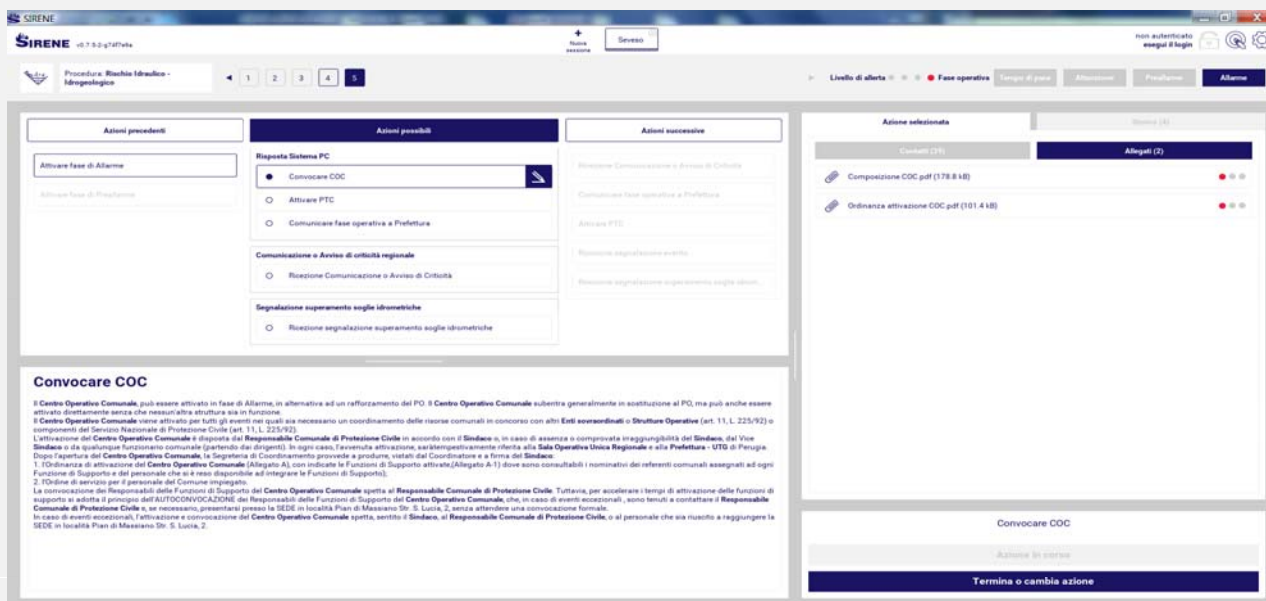 SIRENE
SIRENE v0.7.5-2-g74f7e6a
+
Nuova
sessione
Seveso
non autenticato
esegui il login
Procedura: Rischio Idraulico -
Idrogeologico
1 2 3 4 5
Livello di allerta
Fase operativa
Tempo di pace
Attenzione
Preallarme
Allarme
Azioni precedenti
Azioni possibili
Azioni successive
Attivare fase di Allarme
Attivare fase di Preallarme
Risposta Sistema PC
Convocare COC
Attivare PTC
Comunicare fase operativa a Prefettura
Comunicazione o Avviso di criticità regionale
Ricezione Comunicazione o Avviso di Criticità
Segnalazione superamento soglie idrometriche
Ricezione segnalazione superamento soglie idrometriche
Ricezione Comunicazione o Avviso di Criticità
Comunicare fase operativa a Prefettura
Attivare PTC
Ricezione segnalazione evento
Ricezione segnalazione superamento soglie idrom...
Azione selezionata
Contatti (39)
Allegati (2)
Composizione COC.pdf (178.8 kB)
Ordinanza attivazione COC.pdf (101.4 kB)
Convocare COC
Il Centro Operativo Comunale, può essere attivato in fase di Allarme, in alternativa ad un rafforzamento del PO. Il Centro Operativo Comunale subentra generalmente in sostituzione al PO, ma può anche essere
attivato direttamente senza che nessun'altra struttura sia in funzione.
Il Centro Operativo Comunale viene attivato per tutti gli eventi nei quali sia necessario un coordinamento delle risorse comunali in concorso con altri Enti sovraordinati o Strutture Operative (art. 11, L. 225/92) o
componenti del Servizio Nazionale di Protezione Civile (art. 11, L. 225/92).
L'attivazione del Centro Operativo Comunale è disposta dal Responsabile Comunale di Protezione Civile in accordo con il Sindaco o, in caso di assenza o comprovata irraggiungibilità del Sindaco, dal Vice
Sindaco o da qualunque funzionario comunale (partendo dai dirigenti). In ogni caso, l'avvenuta attivazione, saràtempestivamente riferita alla Sala Operativa Unica Regionale e alla Prefettura - UTG di Perugia.
Dopo l'apertura del Centro Operativo Comunale, la Segreteria di Coordinamento provvede a produrre, vistati dal Coordinatore e a firma del Sindaco:
1. l'Ordinanza di attivazione del Centro Operativo Comunale (Allegato A), con indicate le Funzioni di Supporto attivate,(Allegato A-1) dove sono consultabili i nominativi dei referenti comunali assegnati ad ogni
Funzione di Supporto e del personale che si è reso disponibile ad integrare le Funzioni di Supporto);
2. l'Ordine di servizio per il personale del Comune impiegato.
La convocazione dei Responsabili delle Funzioni di Supporto del Centro Operativo Comunale spetta al Responsabile Comunale di Protezione Civile. Tuttavia, per accelerare i tempi di attivazione delle funzioni di
supporto si adotta il principio dell'AUTOCONVOCAZIONE dei Responsabili delle Funzioni di Supporto del Centro Operativo Comunale, che, in caso di eventi eccezionali , sono tenuti a contattare il Responsabile
Comunale di Protezione Civile e, se necessario, presentarsi presso la SEDE in località Pian di Massiano Str. S. Lucia, 2, senza attendere una convocazione formale.
In caso di eventi eccezionali, l'attivazione e convocazione del Centro Operativo Comunale spetta, sentito il Sindaco, al Responsabile Comunale di Protezione Civile, o al personale che sia riuscito a raggiungere la
SEDE in località Pian di Massiano Str. S. Lucia, 2.
Convocare COC
Azione in corso
Termina o cambia azione